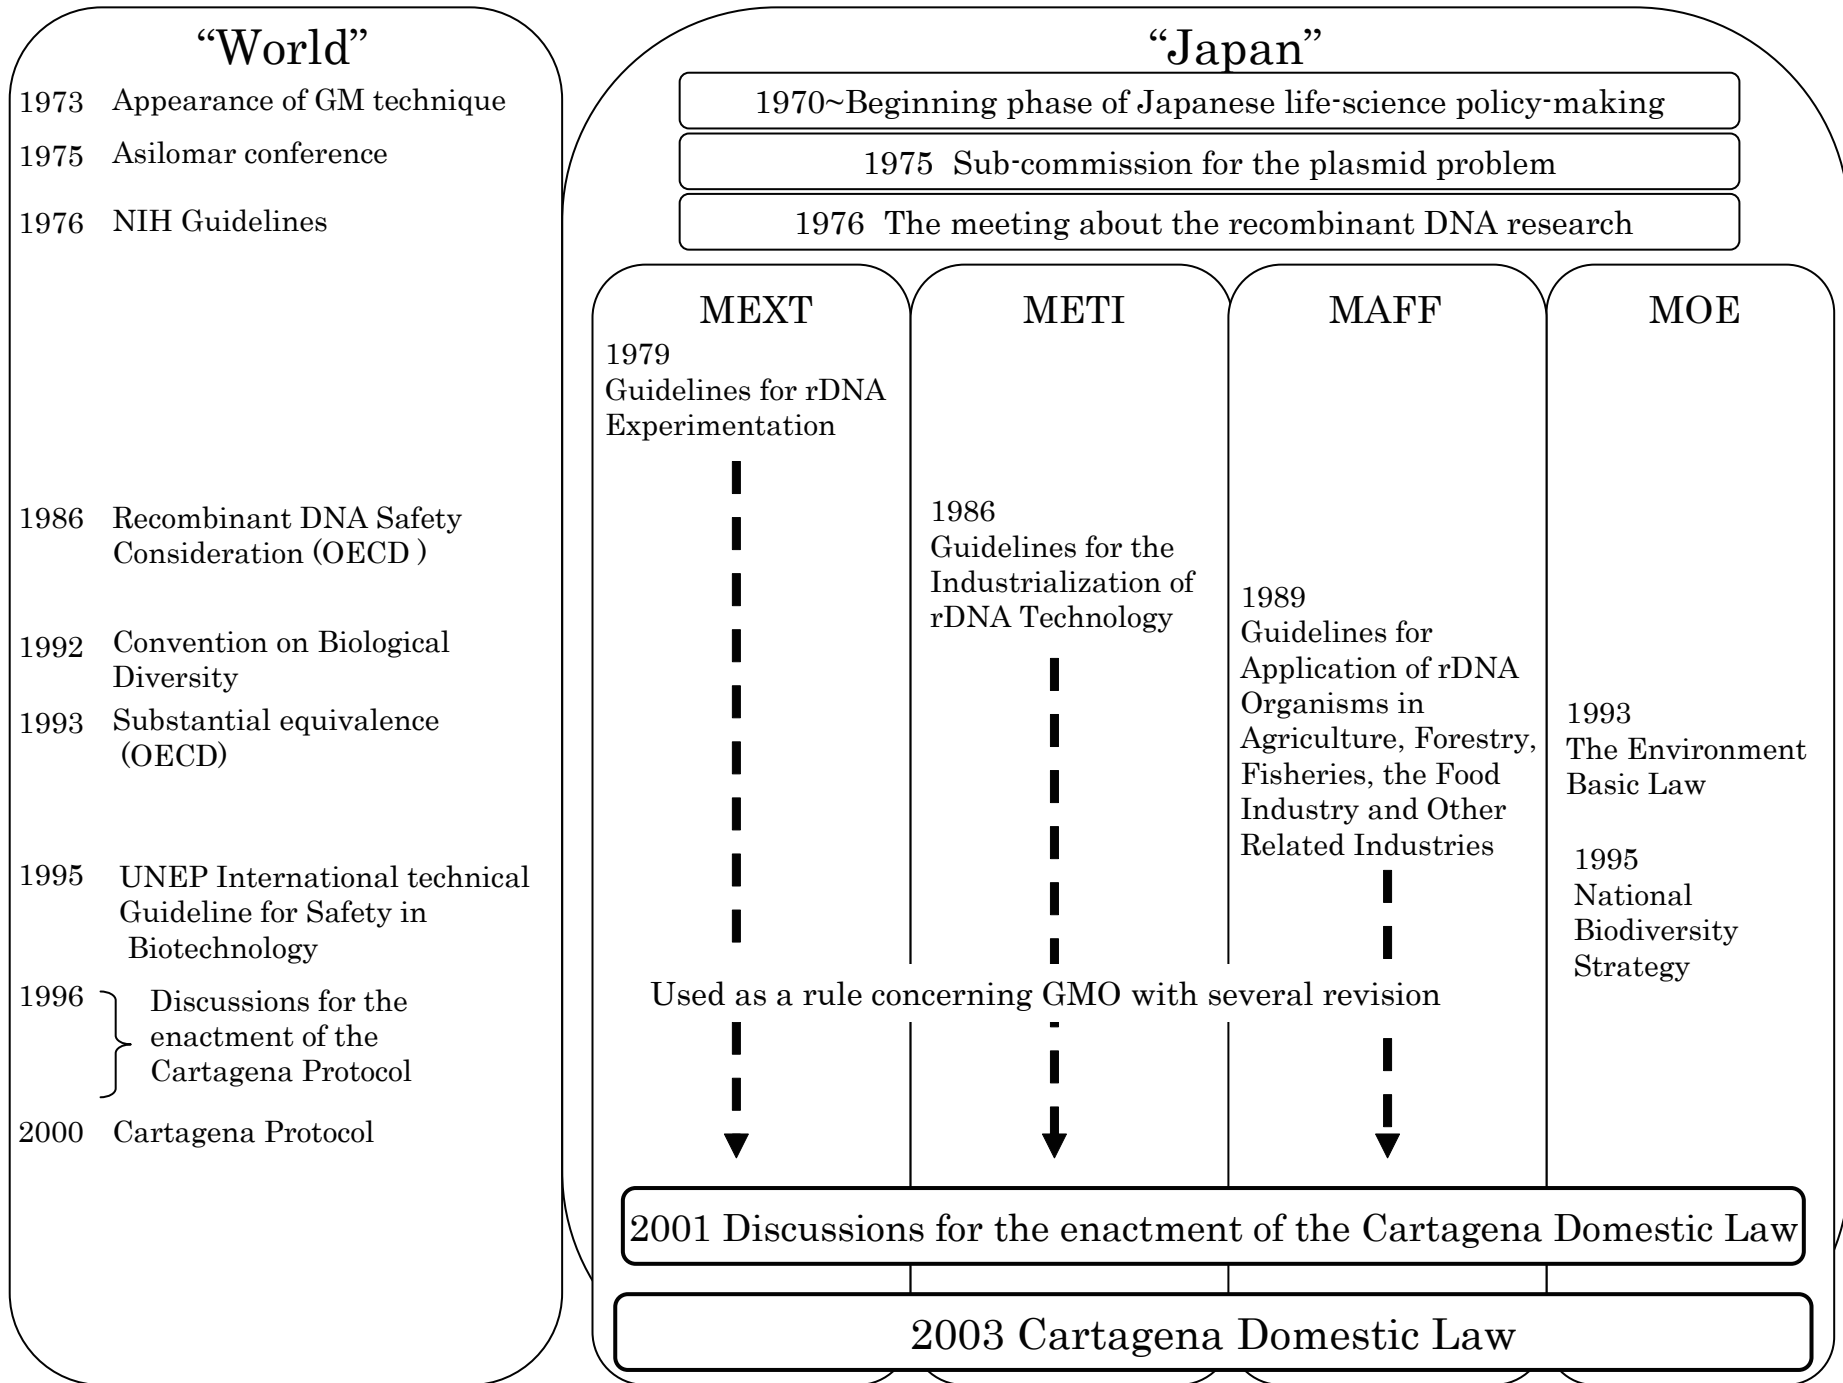 “World”
1973 Appearance of GM technique
1975 Asilomar conference
1976 NIH Guidelines
1986 Recombinant DNA Safety
Consideration (OECD )
1992 Convention on Biological
Diversity
1993 Substantial equivalence
(OECD)
1995 UNEP International technical
Guideline for Safety in
Biotechnology
1996 Discussions for the
enactment of the
Cartagena Protocol
2000 Cartagena Protocol
“Japan”
1970~Beginning phase of Japanese life-science policy-making
1975 Sub-commission for the plasmid problem
1976 The meeting about the recombinant DNA research
MEXT
1979
Guidelines for rDNA
Experimentation
METI
1986
Guidelines for the
Industrialization of
rDNA Technology
MAFF
1989
Guidelines for
Application of rDNA
Organisms in
Agriculture, Forestry,
Fisheries, the Food
Industry and Other
Related Industries
MOE
1993
The Environment
Basic Law
1995
National
Biodiversity
Strategy
Used as a rule concerning GMO with several revision
2001 Discussions for the enactment of the Cartagena Domestic Law
2003 Cartagena Domestic Law